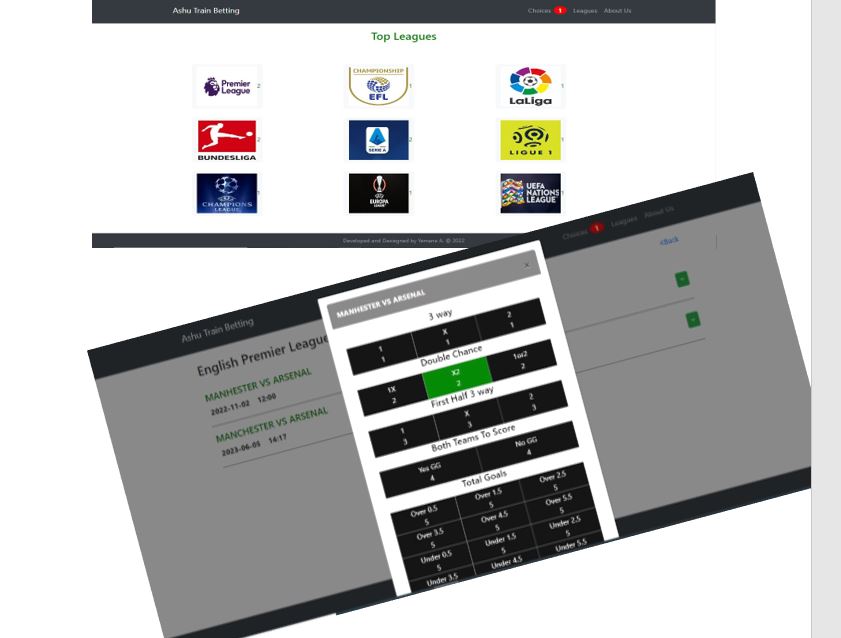 Ashu Train Betting
Choices 1 Leagues About Us
Top Leagues
Premier League 2
CHAMPIONSHIP EFL 1
LaLiga 1
BUNDESLIGA 2
SERIE A 2
LIGUE 1 1
CHAMPIONS LEAGUE 1
EUROPA LEAGUE 1
UEFA NATIONS LEAGUE 1
Developed and Designed by Yemane A. © 2022
Ashu Train Betting
Choices 1 Leagues About Us
<Back
English Premier League
MANHESTER VS ARSENAL
2022-11-02 12:00
MANCHESTER VS ARSENAL
2023-06-05 14:17
MANHESTER VS ARSENAL
x
3 way
1 X 2
1 1 1
Double Chance
1X X2 1or2
2 2 2
First Half 3 way
1 X 2
3 3 3
Both Teams To Score
Yes GG No GG
4 4
Total Goals
Over 0.5 Over 1.5 Over 2.5
5 5 5
Over 3.5 Over 4.5 Over 5.5
5 5 5
Under 0.5 Under 1.5 Under 2.5
5 5 5
Under 3.5 Under 4.5 Under 5.5